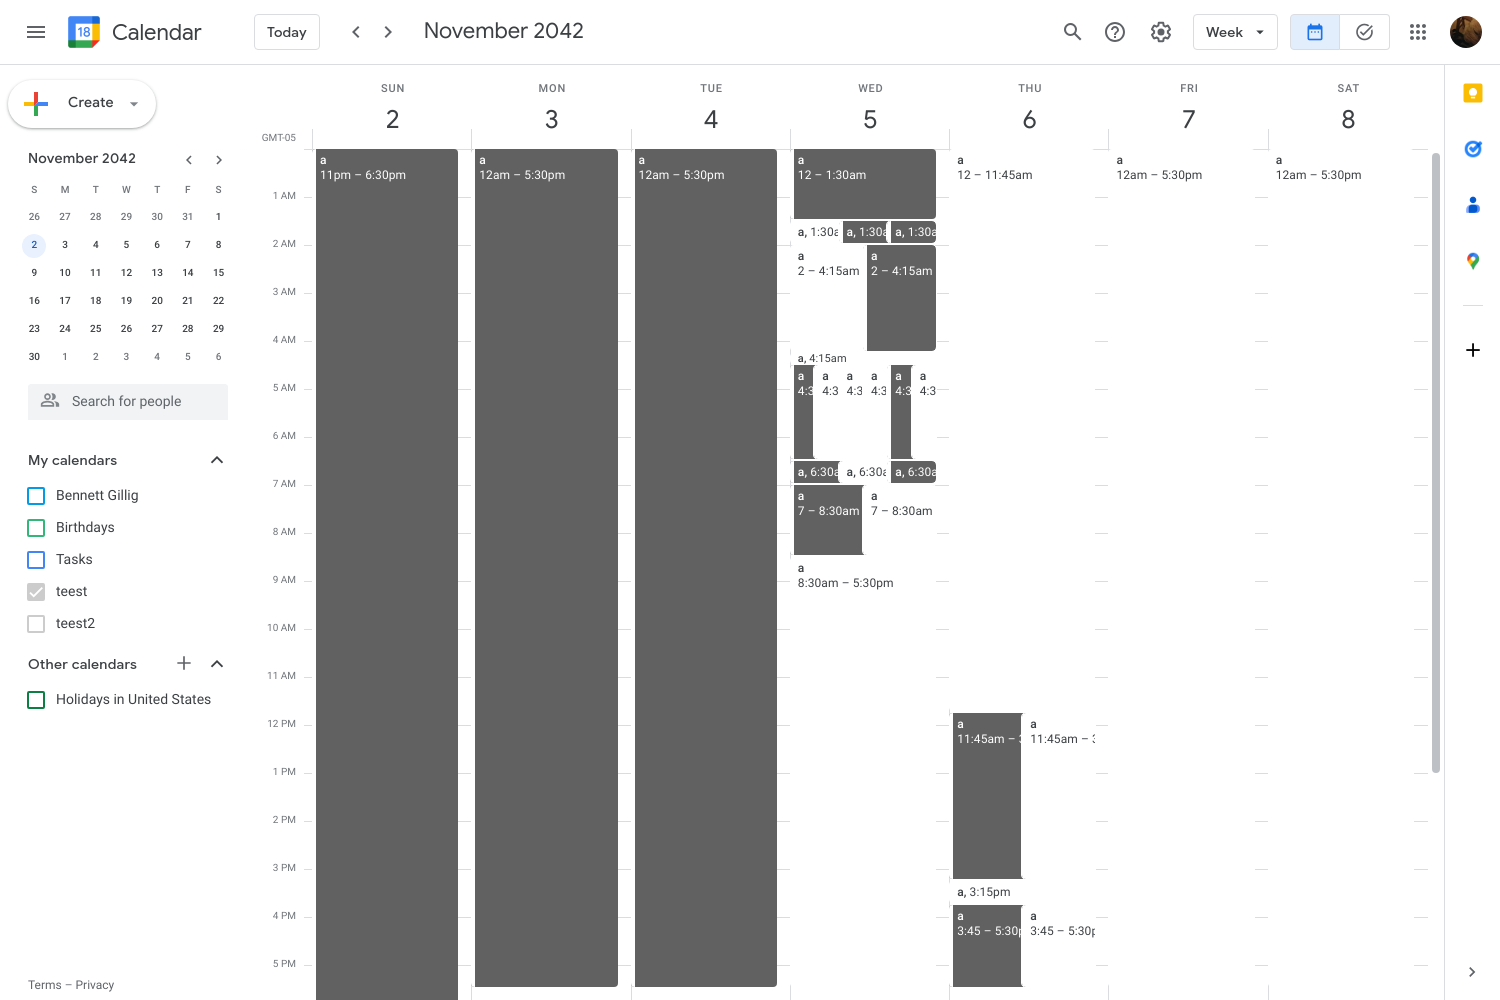 18 Calendar
Today
November 2042
Week
Create
November 2042
S M T W T F S
26 27 28 29 30 31 1
2 3 4 5 6 7 8
9 10 11 12 13 14 15
16 17 18 19 20 21 22
23 24 25 26 27 28 29
30 1 2 3 4 5 6
Search for people
My calendars
Bennett Gillig
Birthdays
Tasks
teest
teest2
Other calendars
Holidays in United States
Terms – Privacy
SUN MON TUE WED THU FRI SAT
2 3 4 5 6 7 8
GMT-05
1 AM
2 AM
3 AM
4 AM
5 AM
6 AM
7 AM
8 AM
9 AM
10 AM
11 AM
12 PM
1 PM
2 PM
3 PM
4 PM
5 PM
a
11pm – 6:30pm
a
12am – 5:30pm
a
12am – 5:30pm
a
12 – 1:30am
a, 1:30a
a, 1:30a
a, 1:30a
a
2 – 4:15am
a
2 – 4:15am
a, 4:15am
a
4:3
a
4:3
a
4:3
a
4:3
a
4:3
a
4:3
a, 6:30a
a, 6:30a
a, 6:30a
a
7 – 8:30am
a
7 – 8:30am
a
8:30am – 5:30pm
a
12 – 11:45am
a
11:45am – 3
a
11:45am – 3
a, 3:15pm
a
3:45 – 5:30p
a
3:45 – 5:30p
a
12am – 5:30pm
a
12am – 5:30pm